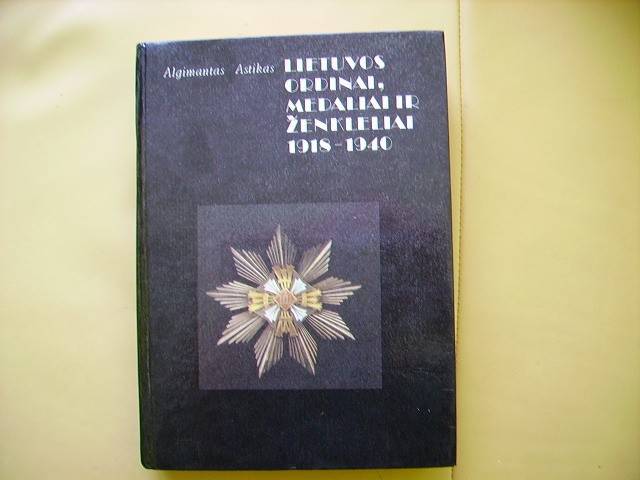 Algimantas Astikas
LIETUVOS
ORDINAI,
MEDALIAI IR
ŽENKLELIAI
1918-1940